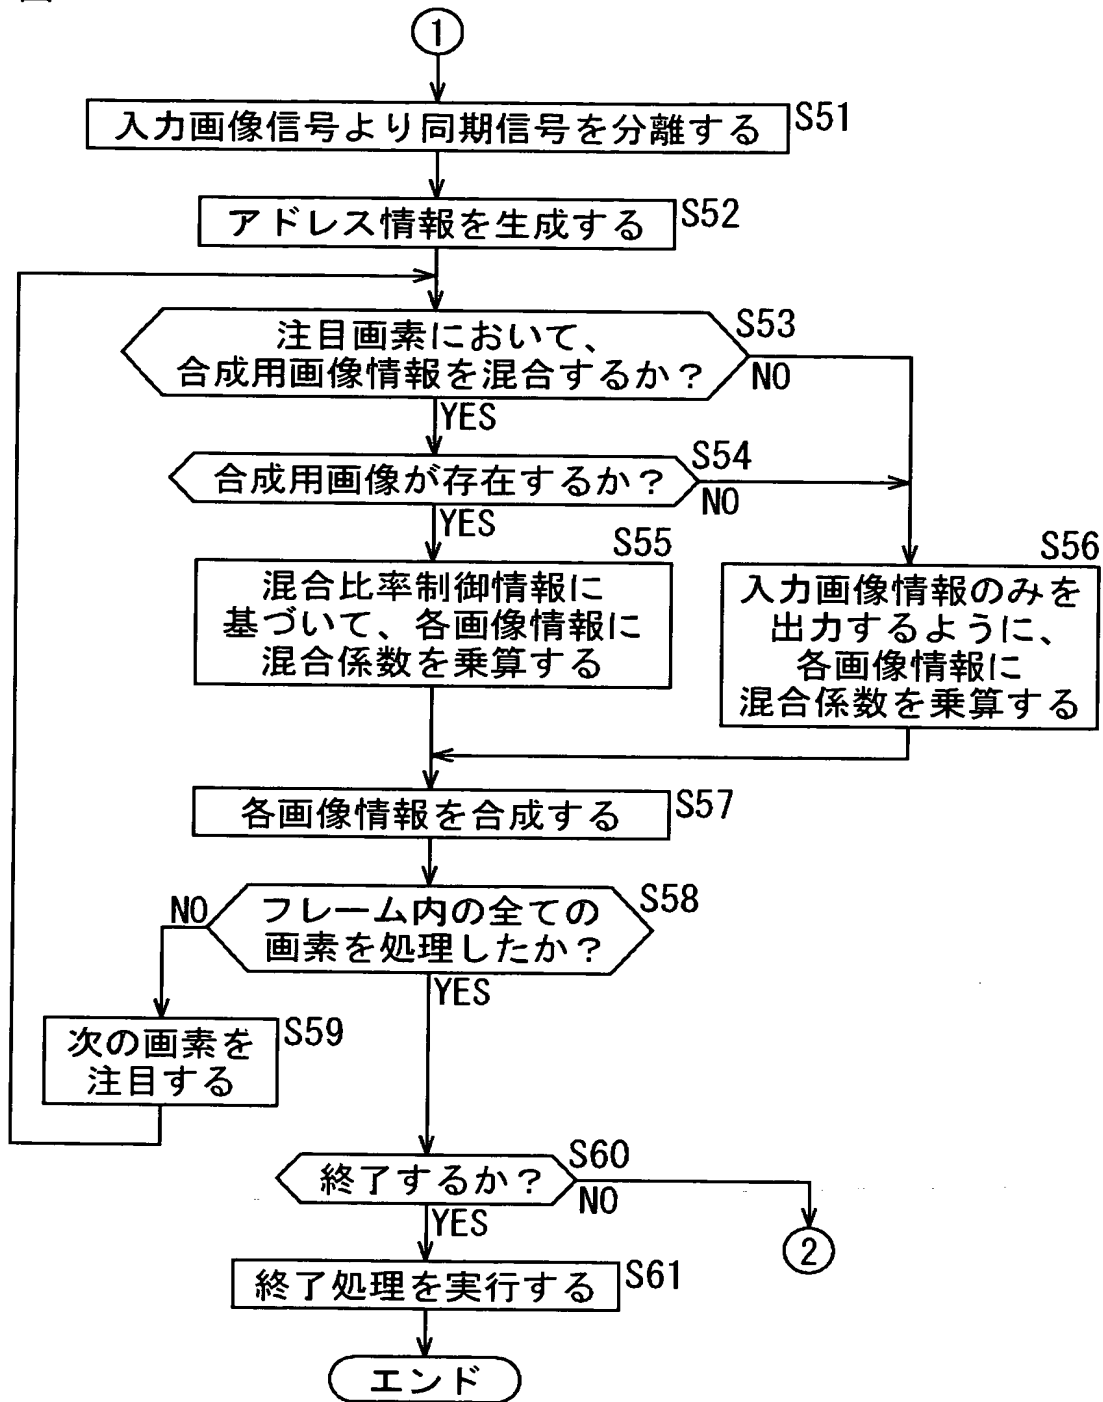 1
入力画像信号より同期信号を分離する
S51
アドレス情報を生成する
S52
注目画素において、
合成用画像情報を混合するか?
S53
NO
YES
合成用画像が存在するか?
S54
NO
YES
S55
混合比率制御情報に
基づいて、各画像情報に
混合係数を乗算する
S56
入力画像情報のみを
出力するように、
各画像情報に
混合係数を乗算する
各画像情報を合成する
S57
フレーム内の全ての
画素を処理したか?
S58
NO
YES
次の画素を
注目する
S59
終了するか?
S60
NO
YES
2
終了処理を実行する
S61
エンド